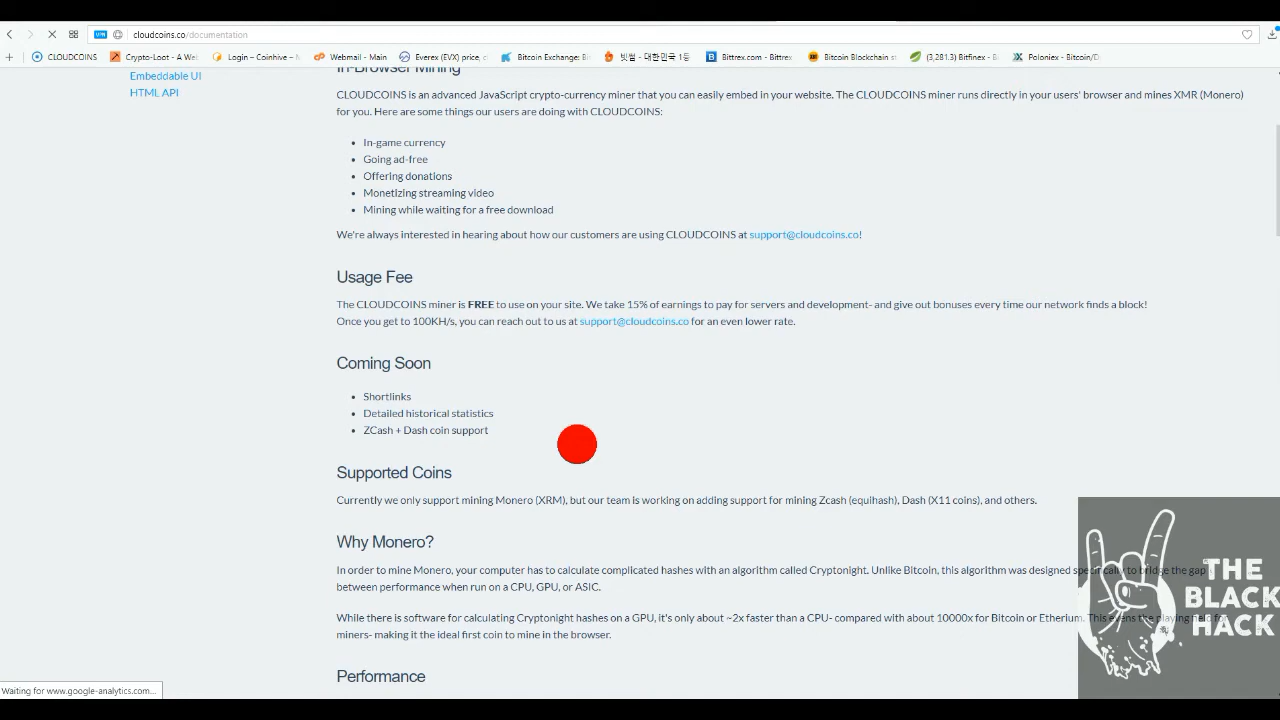 cloudcoins.co/documentation
CLOUDCOINS
Crypto-Loot - A We
Login – Coinhive –
Webmail - Main
Everex (EVX) price,
Bitcoin Exchange: Bi
빗썸 - 대한민국 1등
Bittrex.com - Bittrex
Bitcoin Blockchain s
(3,281.3) Bitfinex - B
Poloniex - Bitcoin/D
Embeddable UI
HTML API
In-Browser Mining
CLOUDCOINS is an advanced JavaScript crypto-currency miner that you can easily embed in your website. The CLOUDCOINS miner runs directly in your users' browser and mines XMR (Monero)
for you. Here are some things our users are doing with CLOUDCOINS:
In-game currency
Going ad-free
Offering donations
Monetizing streaming video
Mining while waiting for a free download
We're always interested in hearing about how our customers are using CLOUDCOINS at support@cloudcoins.co!
Usage Fee
The CLOUDCOINS miner is FREE to use on your site. We take 15% of earnings to pay for servers and development- and give out bonuses every time our network finds a block!
Once you get to 100KH/s, you can reach out to us at support@cloudcoins.co for an even lower rate.
Coming Soon
Shortlinks
Detailed historical statistics
ZCash + Dash coin support
Supported Coins
Currently we only support mining Monero (XRM), but our team is working on adding support for mining Zcash (equihash), Dash (X11 coins), and others.
Why Monero?
In order to mine Monero, your computer has to calculate complicated hashes with an algorithm called Cryptonight. Unlike Bitcoin, this algorithm was designed specifically to bridge the gap
between performance when run on a CPU, GPU, or ASIC.
While there is software for calculating Cryptonight hashes on a GPU, it's only about ~2x faster than a CPU- compared with about 10000x for Bitcoin or Etherium. This evens the playing field for
miners- making it the ideal first coin to mine in the browser.
Performance
THE
BLACK
HACK
Waiting for www.google-analytics.com...
VPN